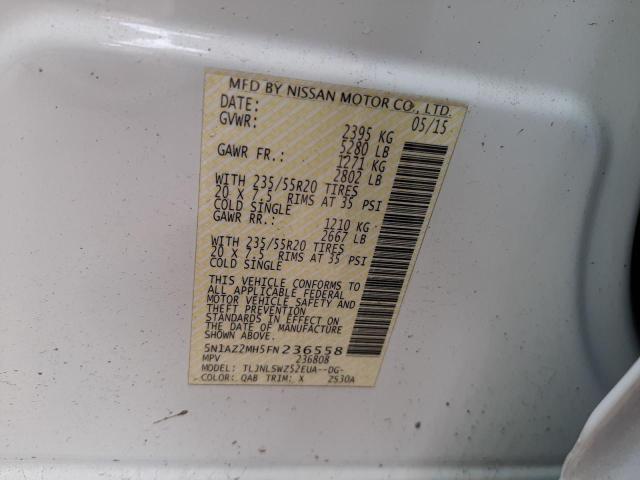 MFD BY NISSAN MOTOR CO., LTD.
DATE: 05/15
GVWR: 2395 KG
5280 LB
GAWR FR.: 1271 KG
2802 LB
WITH 235/55R20 TIRES
20 X 7.5 RIMS AT 35 PSI
COLD SINGLE
GAWR RR.: 1210 KG
2667 LB
WITH 235/55R20 TIRES
20 X 7.5 RIMS AT 35 PSI
COLD SINGLE
THIS VEHICLE CONFORMS TO
ALL APPLICABLE FEDERAL
MOTOR VEHICLE SAFETY AND
THEFT PREVENTION
STANDARDS IN EFFECT ON
THE DATE OF MANUFACTURE
5N1AZ2MH5FN236558
MPV 236808
MODEL: TLJNLSWZ52EUA--DG-
COLOR: QAB TRIM: X 2S30A